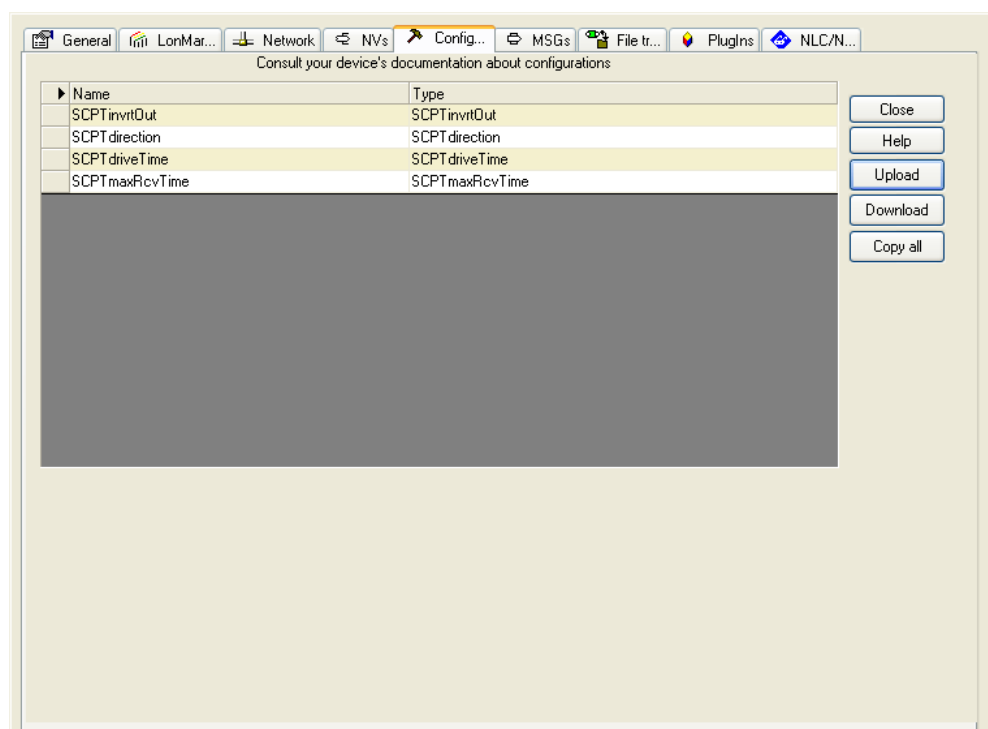 General LonMar... Network NVs Config... MSGs File tr... PlugIns NLC/N...
Consult your device's documentation about configurations
Name Type
SCPTinvrtOut SCPTinvrtOut
SCPTdirection SCPTdirection
SCPTdriveTime SCPTdriveTime
SCPTmaxRcvTime SCPTmaxRcvTime
Close
Help
Upload
Download
Copy all